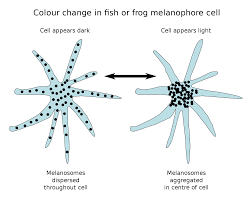 Colour change in fish or frog melanophore cell
Cell appears dark
Cell appears light
Melanosomes
dispersed
throughout cell
Melanosomes
aggregated
in centre of cell